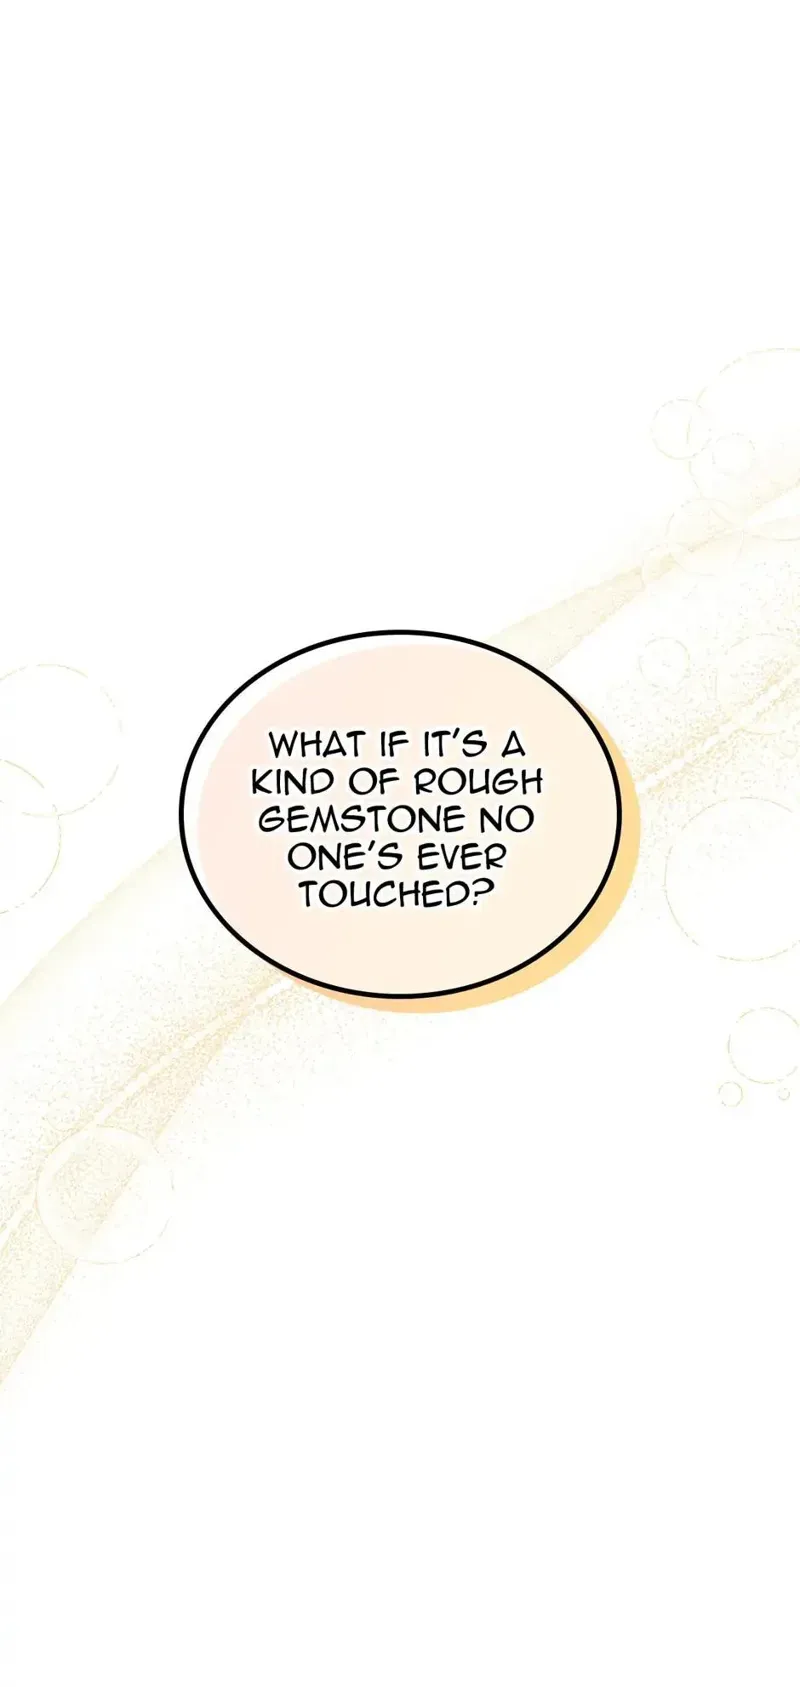 WHAT IF IT'S A
KIND OF ROUGH
GEMSTONE NO
ONE'S EVER
TOUCHED?